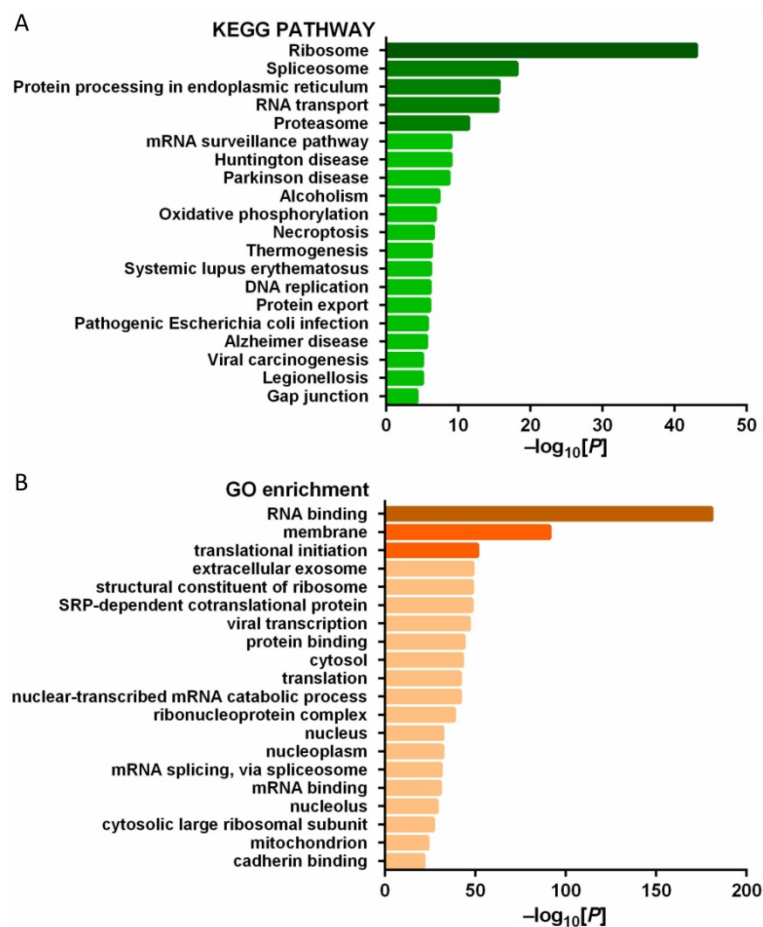 A
KEGG PATHWAY
Ribosome
Spliceosome
Protein processing in endoplasmic reticulum
RNA transport
Proteasome
mRNA surveillance pathway
Huntington disease
Parkinson disease
Alcoholism
Oxidative phosphorylation
Necroptosis
Thermogenesis
Systemic lupus erythematosus
DNA replication
Protein export
Pathogenic Escherichia coli infection
Alzheimer disease
Viral carcinogenesis
Legionellosis
Gap junction
0 10 20 30 40 50
–log₁₀[P]
B
GO enrichment
RNA binding
membrane
translational initiation
extracellular exosome
structural constituent of ribosome
SRP-dependent cotranslational protein
viral transcription
protein binding
cytosol
translation
nuclear-transcribed mRNA catabolic process
ribonucleoprotein complex
nucleus
nucleoplasm
mRNA splicing, via spliceosome
mRNA binding
nucleolus
cytosolic large ribosomal subunit
mitochondrion
cadherin binding
0 50 100 150 200
–log₁₀[P]